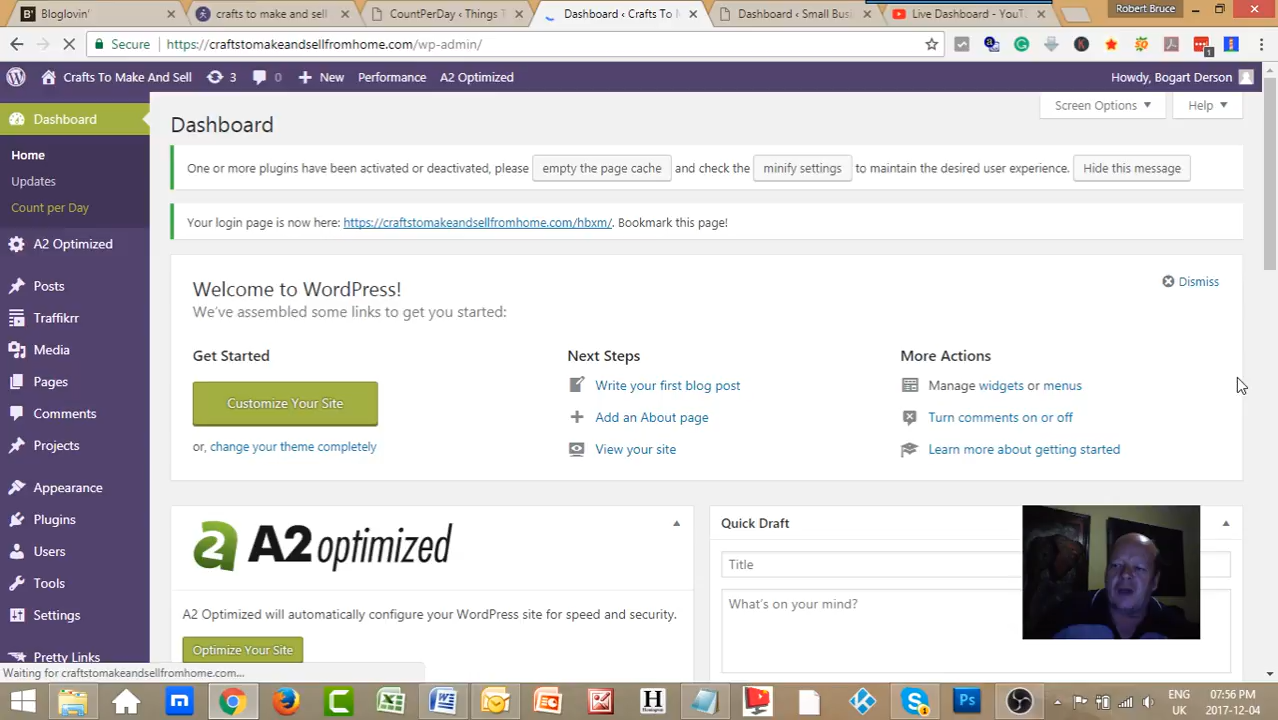 Robert Bruce
Bloglovin'
crafts to make and sell
CountPerDay ‹ Things
Dashboard ‹ Crafts To M
Dashboard ‹ Small Bus
Live Dashboard - YouTu
Secure
https://craftstomakeandsellfromhome.com/wp-admin/
1
Crafts To Make And Sell
3
0
New
Performance
A2 Optimized
Howdy, Bogart Derson
Screen Options
Help
Dashboard
Home
Updates
Count per Day
A2 Optimized
Posts
Traffikrr
Media
Pages
Comments
Projects
Appearance
Plugins
Users
Tools
Settings
Pretty Links
Dashboard
One or more plugins have been activated or deactivated, please empty the page cache and check the minify settings to maintain the desired user experience. Hide this message
Your login page is now here: https://craftstomakeandsellfromhome.com/hbxm/. Bookmark this page!
Welcome to WordPress!
We've assembled some links to get you started:
Dismiss
Get Started
Customize Your Site
or, change your theme completely
Next Steps
Write your first blog post
Add an About page
View your site
More Actions
Manage widgets or menus
Turn comments on or off
Learn more about getting started
A2 optimized
A2 Optimized will automatically configure your WordPress site for speed and security.
Optimize Your Site
Quick Draft
Title
What's on your mind?
Waiting for craftstomakeandsellfromhome.com...
ENG
UK
07:56 PM
2017-12-04